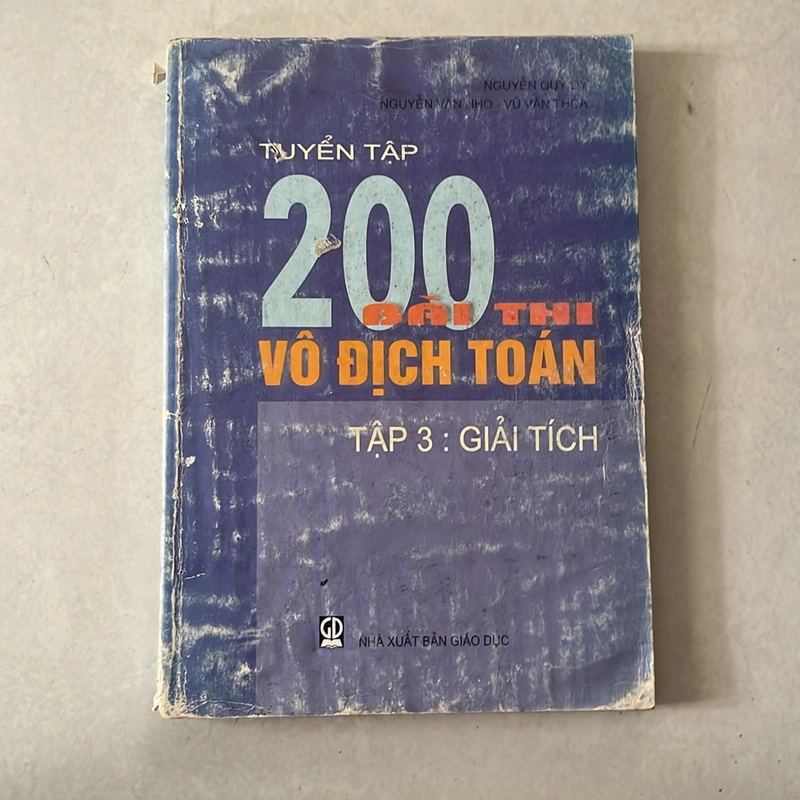 NGUYỄN QUÝ DY
NGUYỄN VĂN NHO - VŨ VĂN THỎA
TUYỂN TẬP
200
BÀI THI
VÔ ĐỊCH TOÁN
TẬP 3 : GIẢI TÍCH
GD
NHÀ XUẤT BẢN GIÁO DỤC